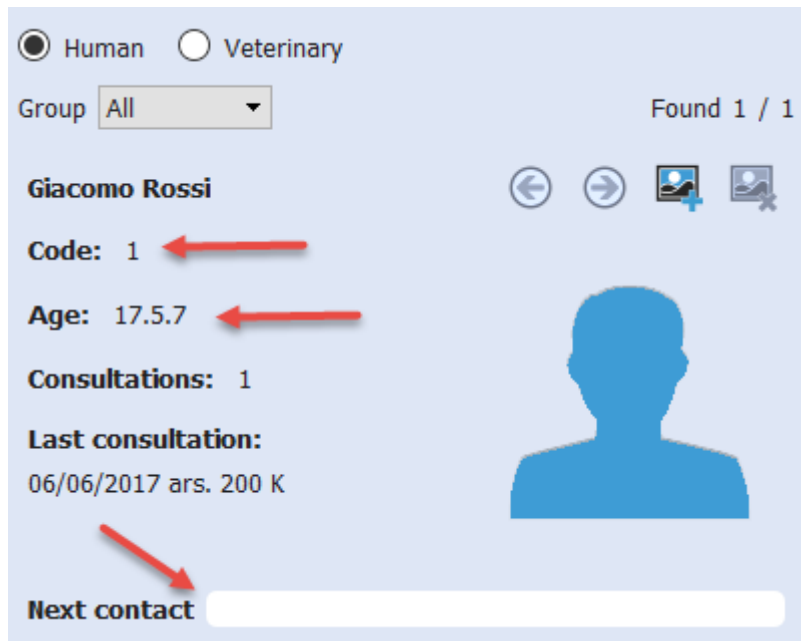 Human Veterinary
Group All Found 1 / 1
Giacomo Rossi
Code: 1
Age: 17.5.7
Consultations: 1
Last consultation:
06/06/2017 ars. 200 K
Next contact